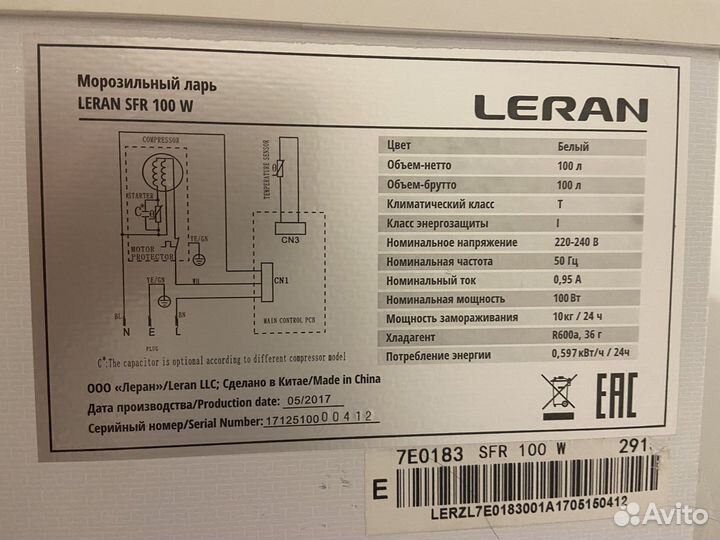 Морозильный ларь
LERAN SFR 100 W
LERAN
COMPRESSOR
STARTER
C*
θ
MOTOR
PROTECTOR
YE/GN
YE/GN
WH
BL
BN
N E L
PLUG
TEMPERATURE SENSOR
θ
CN3
CN1
MAIN CONTROL PCB
C*:The capacitor is optional according to different compressor model
Цвет Белый
Объем-нетто 100 л
Объем-брутто 100 л
Климатический класс T
Класс энергозащиты I
Номинальное напряжение 220-240 В
Номинальная частота 50 Гц
Номинальный ток 0,95 А
Номинальная мощность 100 Вт
Мощность замораживания 10кг / 24 ч
Хладагент R600a, 36 г
Потребление энергии 0,597кВт/ч / 24ч
ООО «Леран»/Leran LLC; Сделано в Китае/Made in China
Дата производства/Production date: 05/2017
Серийный номер/Serial Number: 1712510000412
EAC
7E0183 SFR 100 W 291
E
LERZL7E0183001A1705150412
Avito